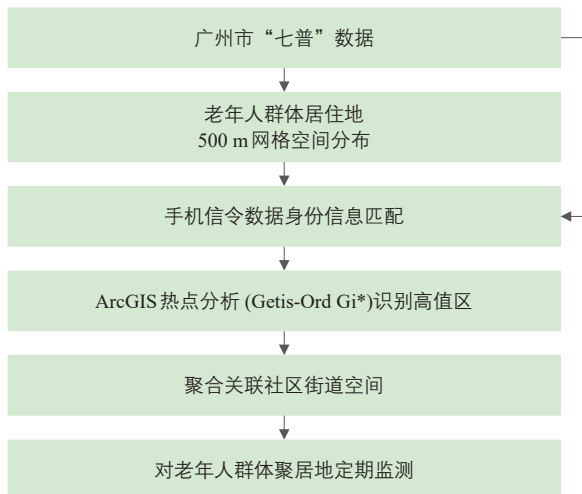 广州市“七普”数据
老年人群体居住地
500 m网格空间分布
手机信令数据身份信息匹配
ArcGIS热点分析 (Getis-Ord Gi*)识别高值区
聚合关联社区街道空间
对老年人群体聚居地定期监测